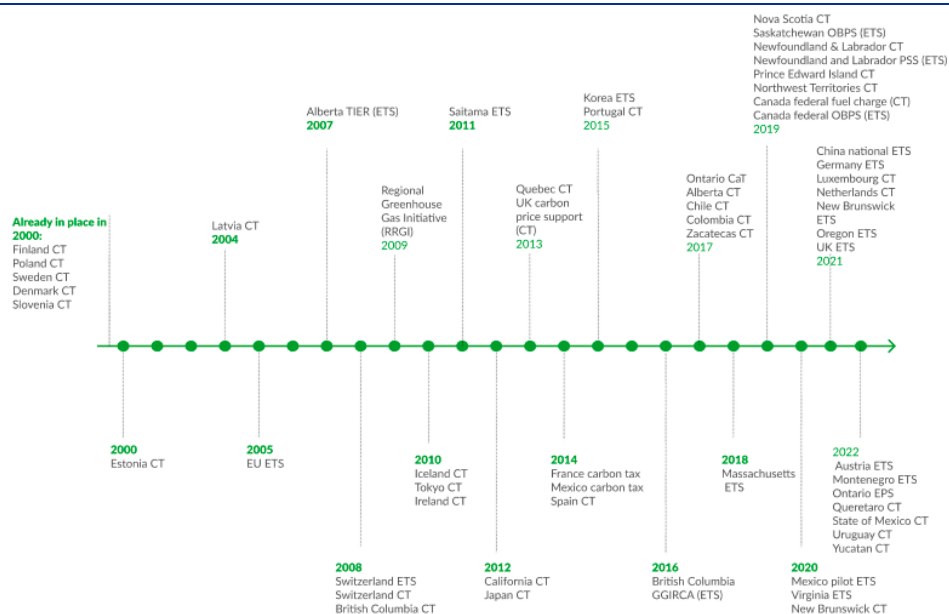 Nova Scotia CT
Saskatchewan OBPS (ETS)
Newfoundland & Labrador CT
Newfoundland and Labrador PSS (ETS)
Prince Edward Island CT
Northwest Territories CT
Canada federal fuel charge (CT)
Canada federal OBPS (ETS)
2019
Korea ETS
Portugal CT
2015
Alberta TIER (ETS)
2007
Saitama ETS
2011
China national ETS
Germany ETS
Luxembourg CT
Netherlands CT
New Brunswick
ETS
Oregon ETS
UK ETS
2021
Ontario CaT
Alberta CT
Chile CT
Colombia CT
Zacatecas CT
2017
Regional
Greenhouse
Gas Initiative
(RRGI)
2009
Quebec CT
UK carbon
price support
(CT)
2013
Already in place in
2000:
Finland CT
Poland CT
Sweden CT
Denmark CT
Slovenia CT
Latvia CT
2004
2000
Estonia CT
2005
EU ETS
2010
Iceland CT
Tokyo CT
Ireland CT
2014
France carbon tax
Mexico carbon tax
Spain CT
2018
Massachusetts
ETS
2022
Austria ETS
Montenegro ETS
Ontario EPS
Queretaro CT
State of Mexico CT
Uruguay CT
Yucatan CT
2008
Switzerland ETS
Switzerland CT
British Columbia CT
2012
California CT
Japan CT
2016
British Columbia
GGIRCA (ETS)
2020
Mexico pilot ETS
Virginia ETS
New Brunswick CT